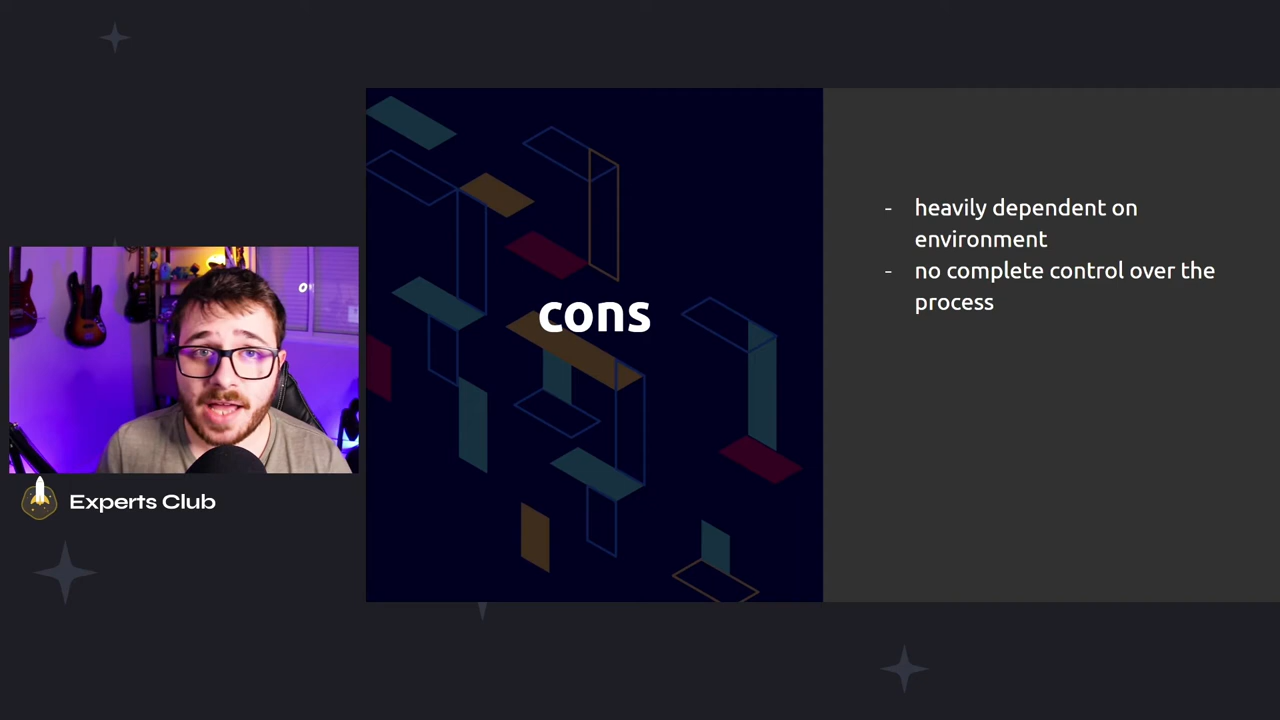 cons
- heavily dependent on
environment
- no complete control over the
process
Experts Club